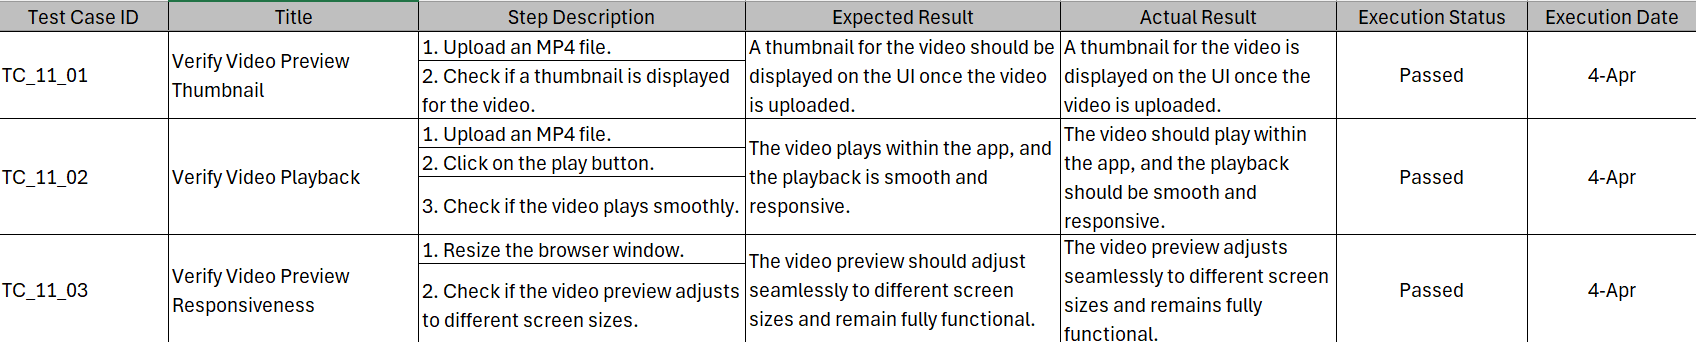 Test Case ID
Title
Step Description
Expected Result
Actual Result
Execution Status
Execution Date
TC_11_01
Verify Video Preview
Thumbnail
1. Upload an MP4 file.
2. Check if a thumbnail is displayed
for the video.
A thumbnail for the video should be
displayed on the UI once the video
is uploaded.
A thumbnail for the video is
displayed on the UI once the
video is uploaded.
Passed
4-Apr
TC_11_02
Verify Video Playback
1. Upload an MP4 file.
2. Click on the play button.
3. Check if the video plays smoothly.
The video plays within the app, and
the playback is smooth and
responsive.
The video should play within
the app, and the playback
should be smooth and
responsive.
Passed
4-Apr
TC_11_03
Verify Video Preview
Responsiveness
1. Resize the browser window.
2. Check if the video preview adjusts
to different screen sizes.
The video preview should adjust
seamlessly to different screen
sizes and remain fully functional.
The video preview adjusts
seamlessly to different screen
sizes and remains fully
functional.
Passed
4-Apr